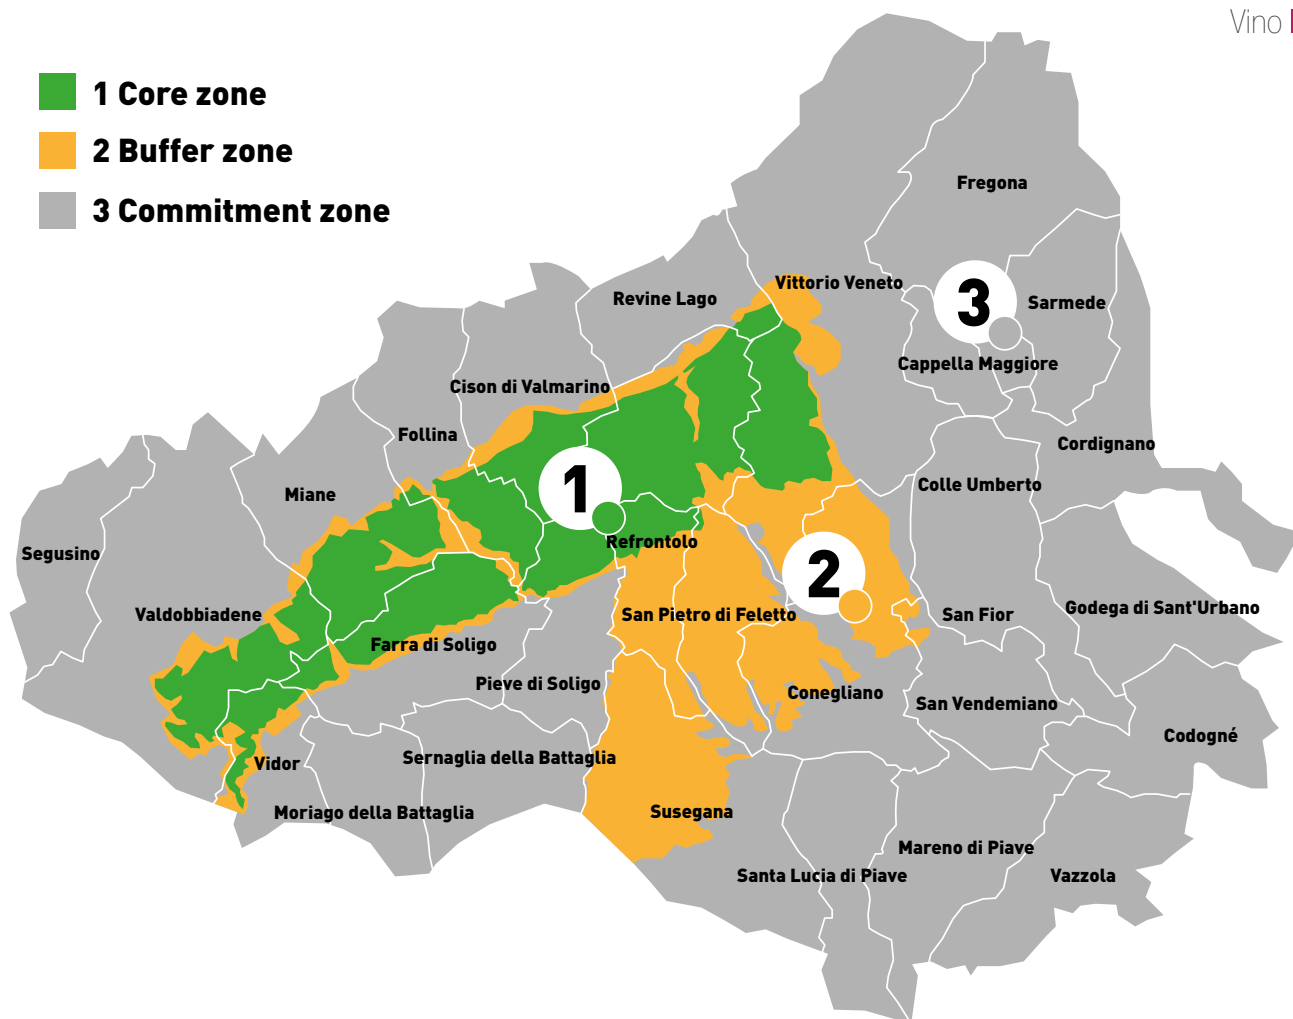 Vino
1 Core zone
2 Buffer zone
3 Commitment zone
Fregona
Vittorio Veneto
Revine Lago
3
Sarmede
Cappella Maggiore
Cison di Valmarino
Follina
Cordignano
Colle Umberto
Miane
1
Refrontolo
Segusino
2
Valdobbiadene
San Pietro di Feletto
San Fior
Godega di Sant'Urbano
Farra di Soligo
Pieve di Soligo
Conegliano
San Vendemiano
Codogné
Vidor
Sernaglia della Battaglia
Moriago della Battaglia
Susegana
Mareno di Piave
Santa Lucia di Piave
Vazzola